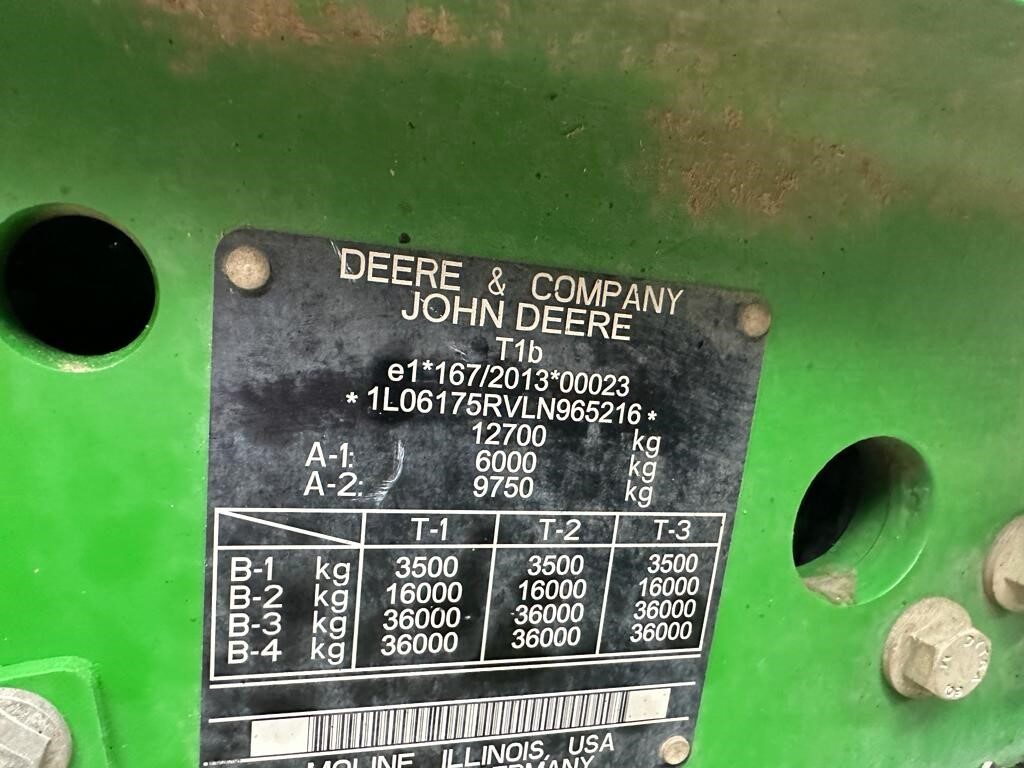 DEERE & COMPANY
JOHN DEERE
T1b
e1*167/2013*00023
* 1L06175RVLN965216 *
12700 kg
A-1: 6000 kg
A-2: 9750 kg
T-1 T-2 T-3
B-1 kg 3500 3500 3500
B-2 kg 16000 16000 16000
B-3 kg 36000 36000 36000
B-4 kg 36000 36000 36000
MOLINE, ILLINOIS, USA
GERMANY